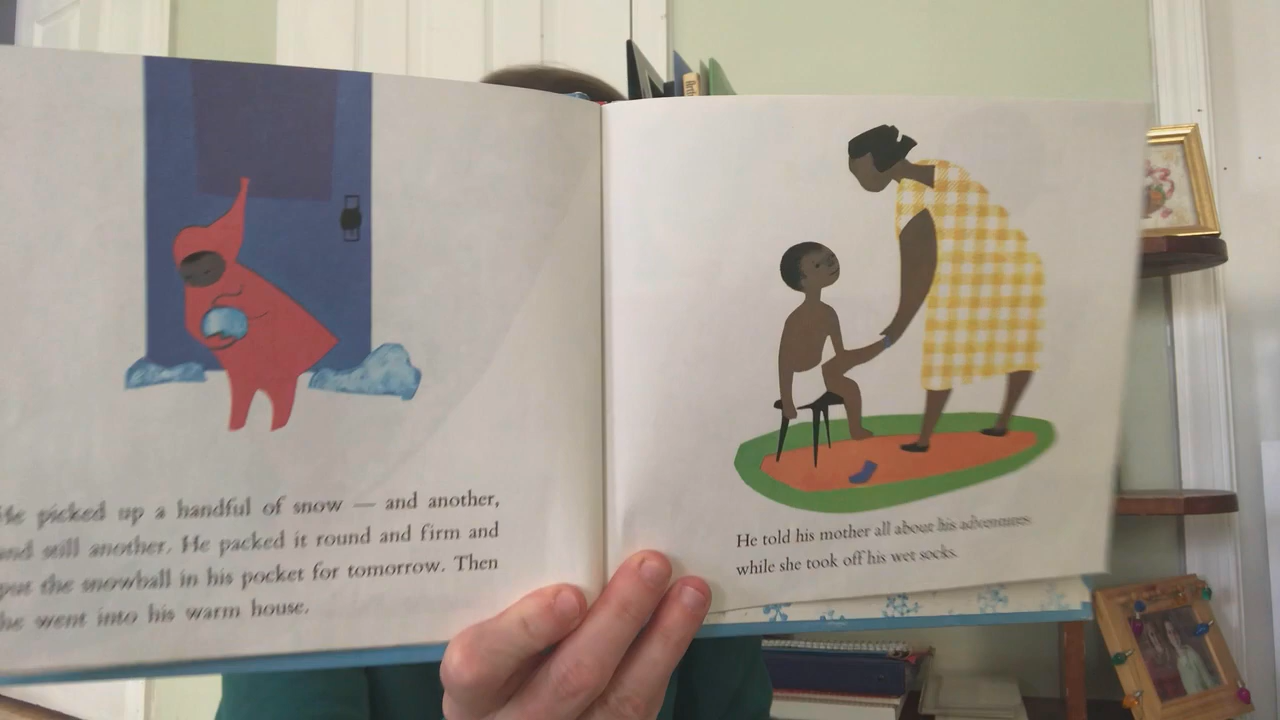 He picked up a handful of snow — and another,
and still another. He packed it round and firm and
put the snowball in his pocket for tomorrow. Then
he went into his warm house.
He told his mother all about his adventures
while she took off his wet socks.